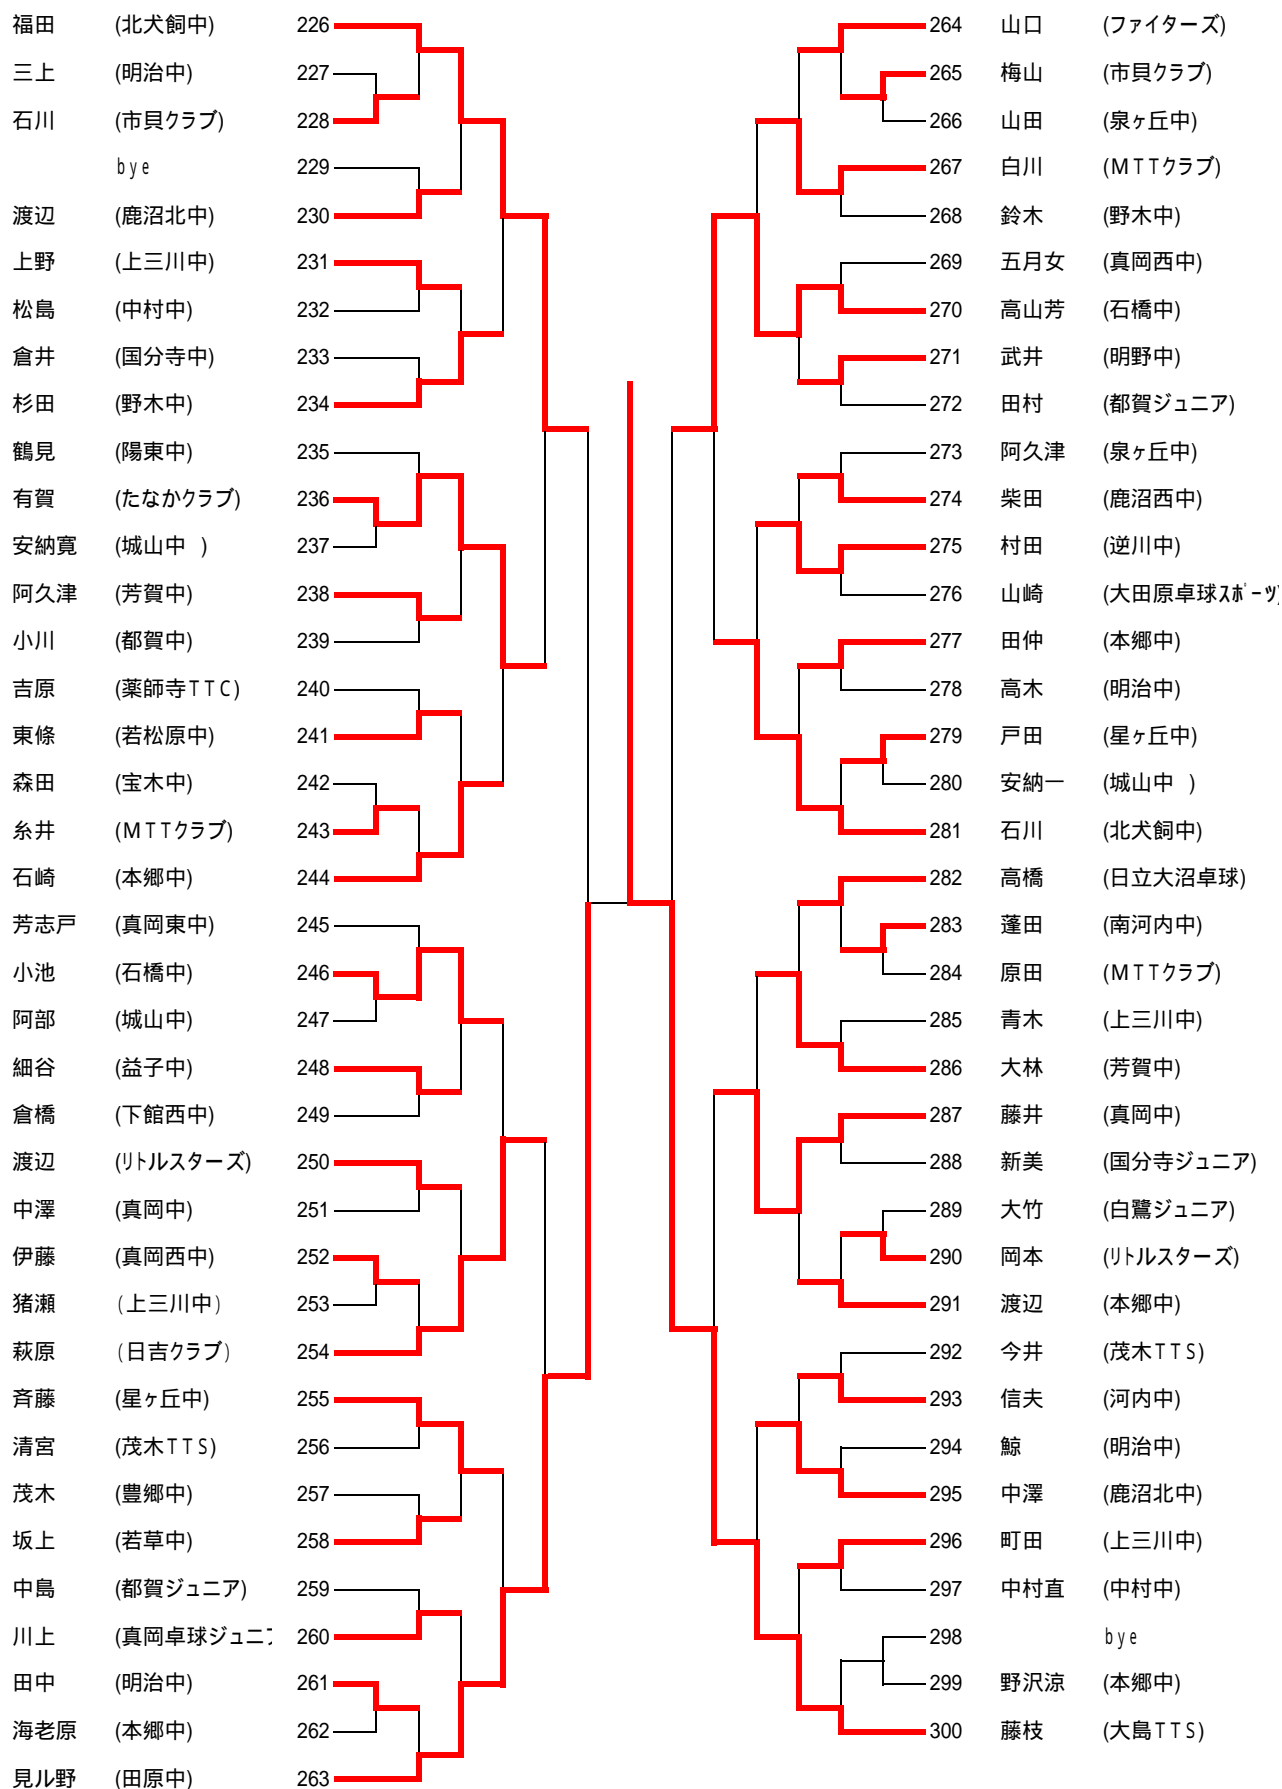 福田 (北犬飼中) 226
三上 (明治中) 227
石川 (市貝クラブ) 228
bye 229
渡辺 (鹿沼北中) 230
上野 (上三川中) 231
松島 (中村中) 232
倉井 (国分寺中) 233
杉田 (野木中) 234
鶴見 (陽東中) 235
有賀 (たなかクラブ) 236
安納寛 (城山中 ) 237
阿久津 (芳賀中) 238
小川 (都賀中) 239
吉原 (薬師寺TTC) 240
東條 (若松原中) 241
森田 (宝木中) 242
糸井 (MTTクラブ) 243
石崎 (本郷中) 244
芳志戸 (真岡東中) 245
小池 (石橋中) 246
阿部 (城山中) 247
細谷 (益子中) 248
倉橋 (下館西中) 249
渡辺 (リトルスターズ) 250
中澤 (真岡中) 251
伊藤 (真岡西中) 252
猪瀬 (上三川中) 253
萩原 (日吉クラブ) 254
斉藤 (星ヶ丘中) 255
清宮 (茂木TTS) 256
茂木 (豊郷中) 257
坂上 (若草中) 258
中島 (都賀ジュニア) 259
川上 (真岡卓球ジュニア 260
田中 (明治中) 261
海老原 (本郷中) 262
見ル野 (田原中) 263
264 山口 (ファイターズ)
265 梅山 (市貝クラブ)
266 山田 (泉ヶ丘中)
267 白川 (MTTクラブ)
268 鈴木 (野木中)
269 五月女 (真岡西中)
270 高山芳 (石橋中)
271 武井 (明野中)
272 田村 (都賀ジュニア)
273 阿久津 (泉ヶ丘中)
274 柴田 (鹿沼西中)
275 村田 (逆川中)
276 山崎 (大田原卓球スポーツ)
277 田仲 (本郷中)
278 高木 (明治中)
279 戸田 (星ヶ丘中)
280 安納一 (城山中 )
281 石川 (北犬飼中)
282 高橋 (日立大沼卓球)
283 蓬田 (南河内中)
284 原田 (MTTクラブ)
285 青木 (上三川中)
286 大林 (芳賀中)
287 藤井 (真岡中)
288 新美 (国分寺ジュニア)
289 大竹 (白鷺ジュニア)
290 岡本 (リトルスターズ)
291 渡辺 (本郷中)
292 今井 (茂木TTS)
293 信夫 (河内中)
294 鯨 (明治中)
295 中澤 (鹿沼北中)
296 町田 (上三川中)
297 中村直 (中村中)
298 bye
299 野沢涼 (本郷中)
300 藤枝 (大島TTS)